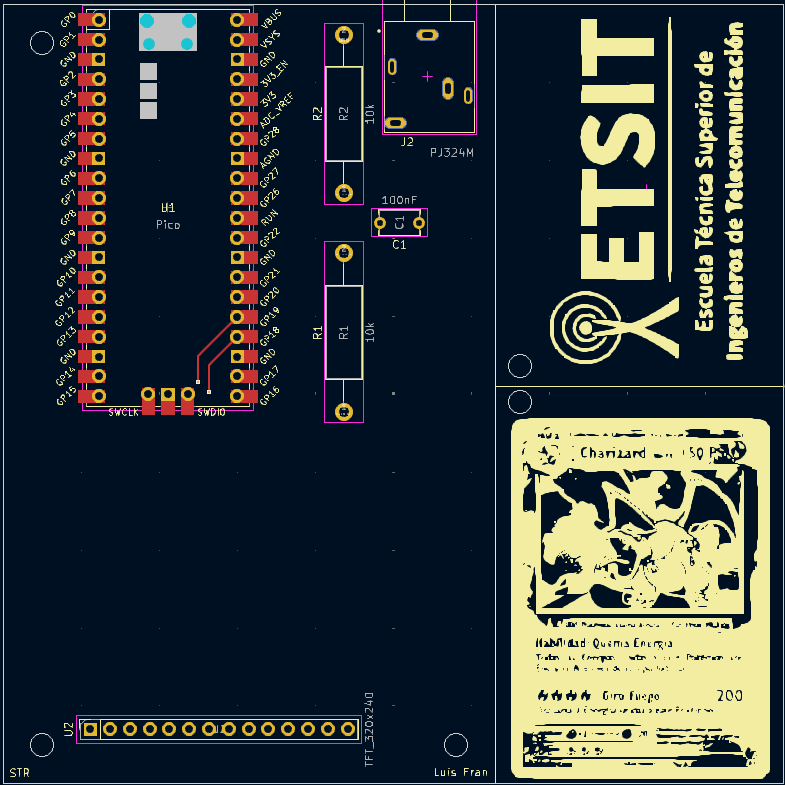 GP0
GP1
GND
GP2
GP3
GP4
GP5
GND
GP6
GP7
GP8
GP9
GND
GP10
GP11
GP12
GP13
GND
GP14
GP15
VBUS
VSYS
GND
3V3_EN
3V3
ADC_VREF
GP28
AGND
GP27
GP26
RUN
GP22
GND
GP21
GP20
GP19
GP18
GND
GP17
GP16
U1
Pico
SWCLK
SWDIO
R2
R2
10k
J2
PJ324M
100nF
C1
C1
R1
R1
10k
U2
TFT_320x240
STR
Luis Fran
ETSIT
Escuela Técnica Superior de
Ingenieros de Telecomunicación
Charizard
Habilidad: Quema Energía
Giro Fuego 200